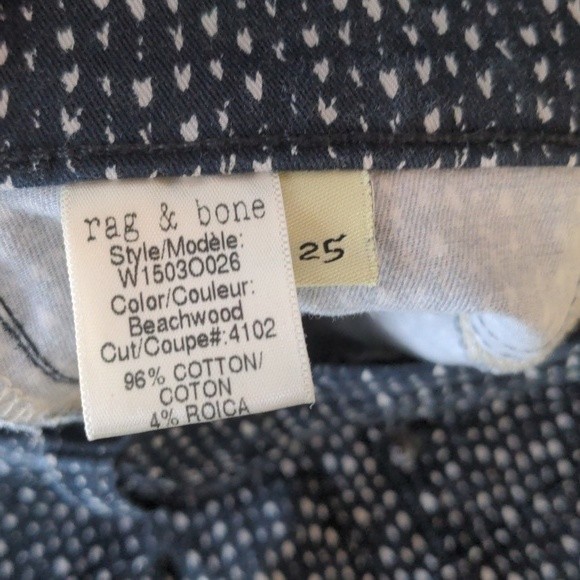 rag & bone
Style/Modèle:
W1503O026
Color/Couleur:
Beachwood
Cut/Coupe#:4102
96% COTTON/
COTON
4% ROICA
25